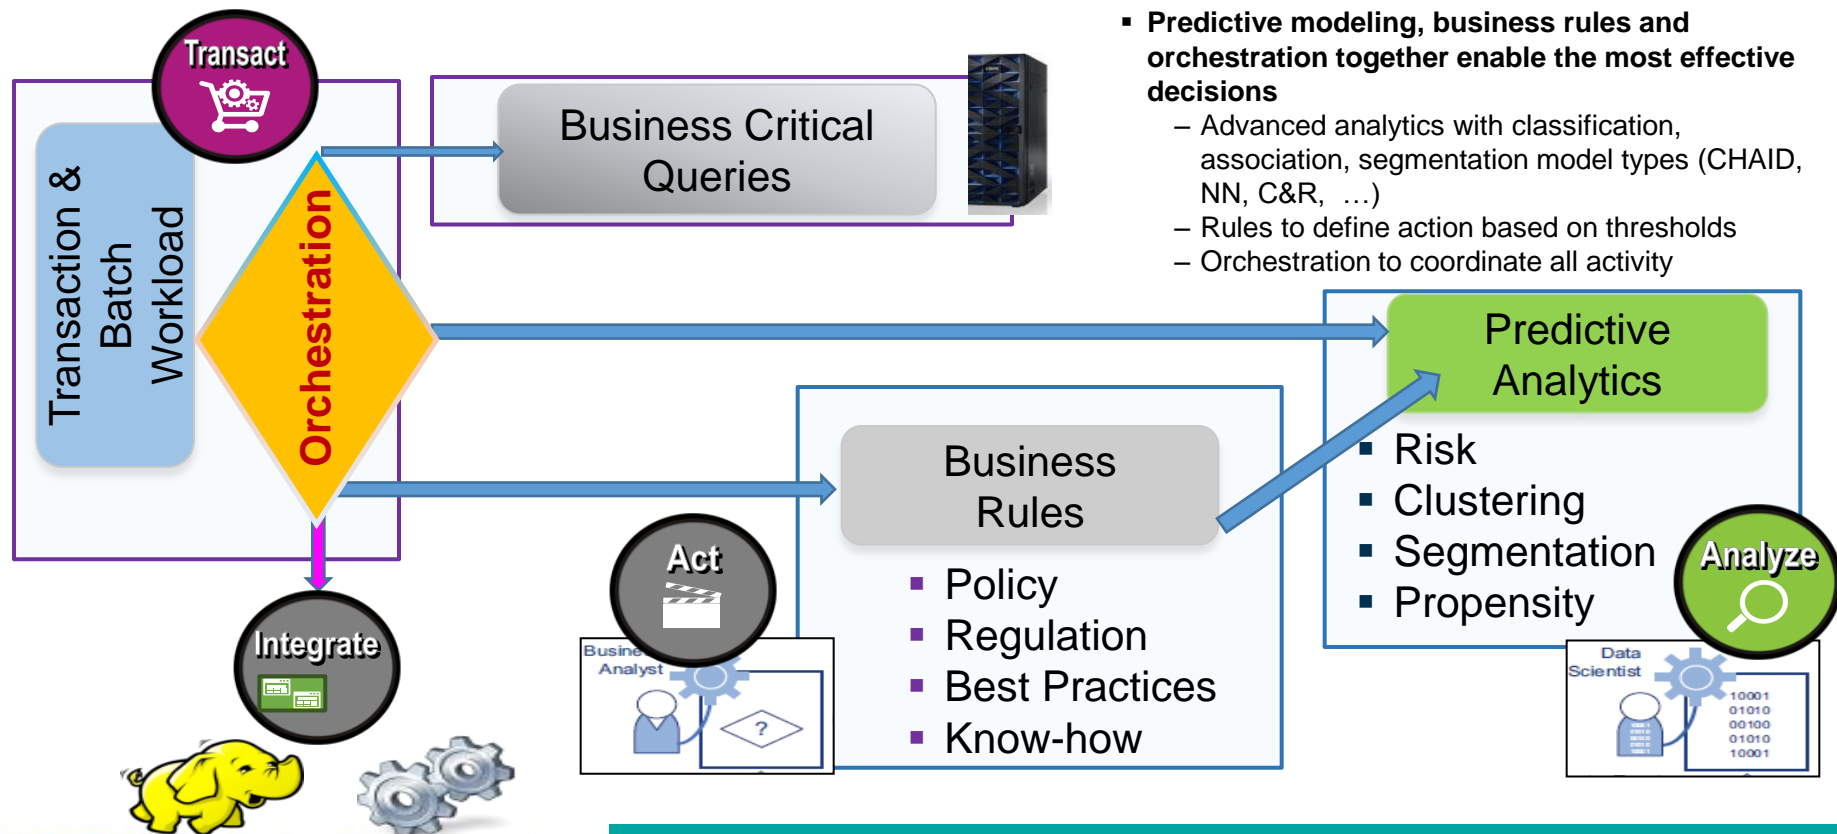 Transact
Transaction &
Batch
Workload
Orchestration
Business Critical
Queries
▪ Predictive modeling, business rules and
orchestration together enable the most effective
decisions
– Advanced analytics with classification,
association, segmentation model types (CHAID,
NN, C&R, …)
– Rules to define action based on thresholds
– Orchestration to coordinate all activity
Predictive
Analytics
▪ Risk
▪ Clustering
▪ Segmentation
▪ Propensity
Analyze
Business
Rules
▪ Policy
▪ Regulation
▪ Best Practices
▪ Know-how
Act
Integrate
Analyst
?
Data
Scientist
10001
01010
00100
01010
10001